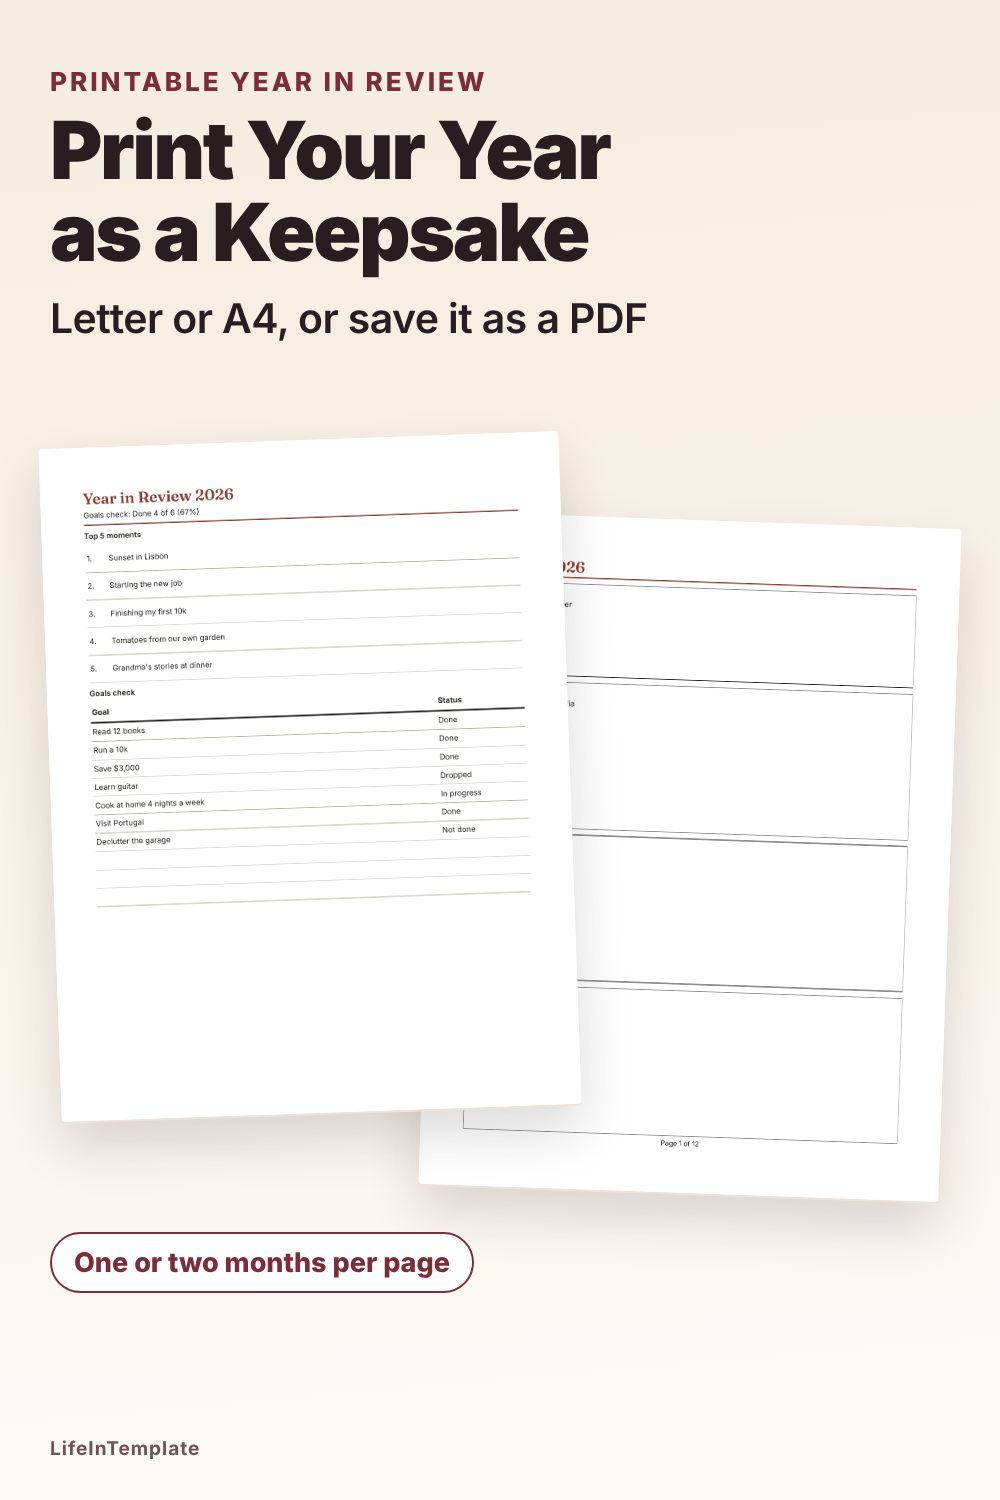 PRINTABLE YEAR IN REVIEW
Print Your Year
as a Keepsake
Letter or A4, or save it as a PDF
Year in Review 2026
Goals check: Done 4 of 6 (67%)
Top 5 moments
1. Sunset in Lisbon
2. Starting the new job
3. Finishing my first 10k
4. Tomatoes from our own garden
5. Grandma's stories at dinner
Goals check
Goal Status
Read 12 books Done
Run a 10k Done
Save $3,000 Done
Learn guitar Dropped
Cook at home 4 nights a week In progress
Visit Portugal Done
Declutter the garage Not done
Page 1 of 12
One or two months per page
LifeInTemplate